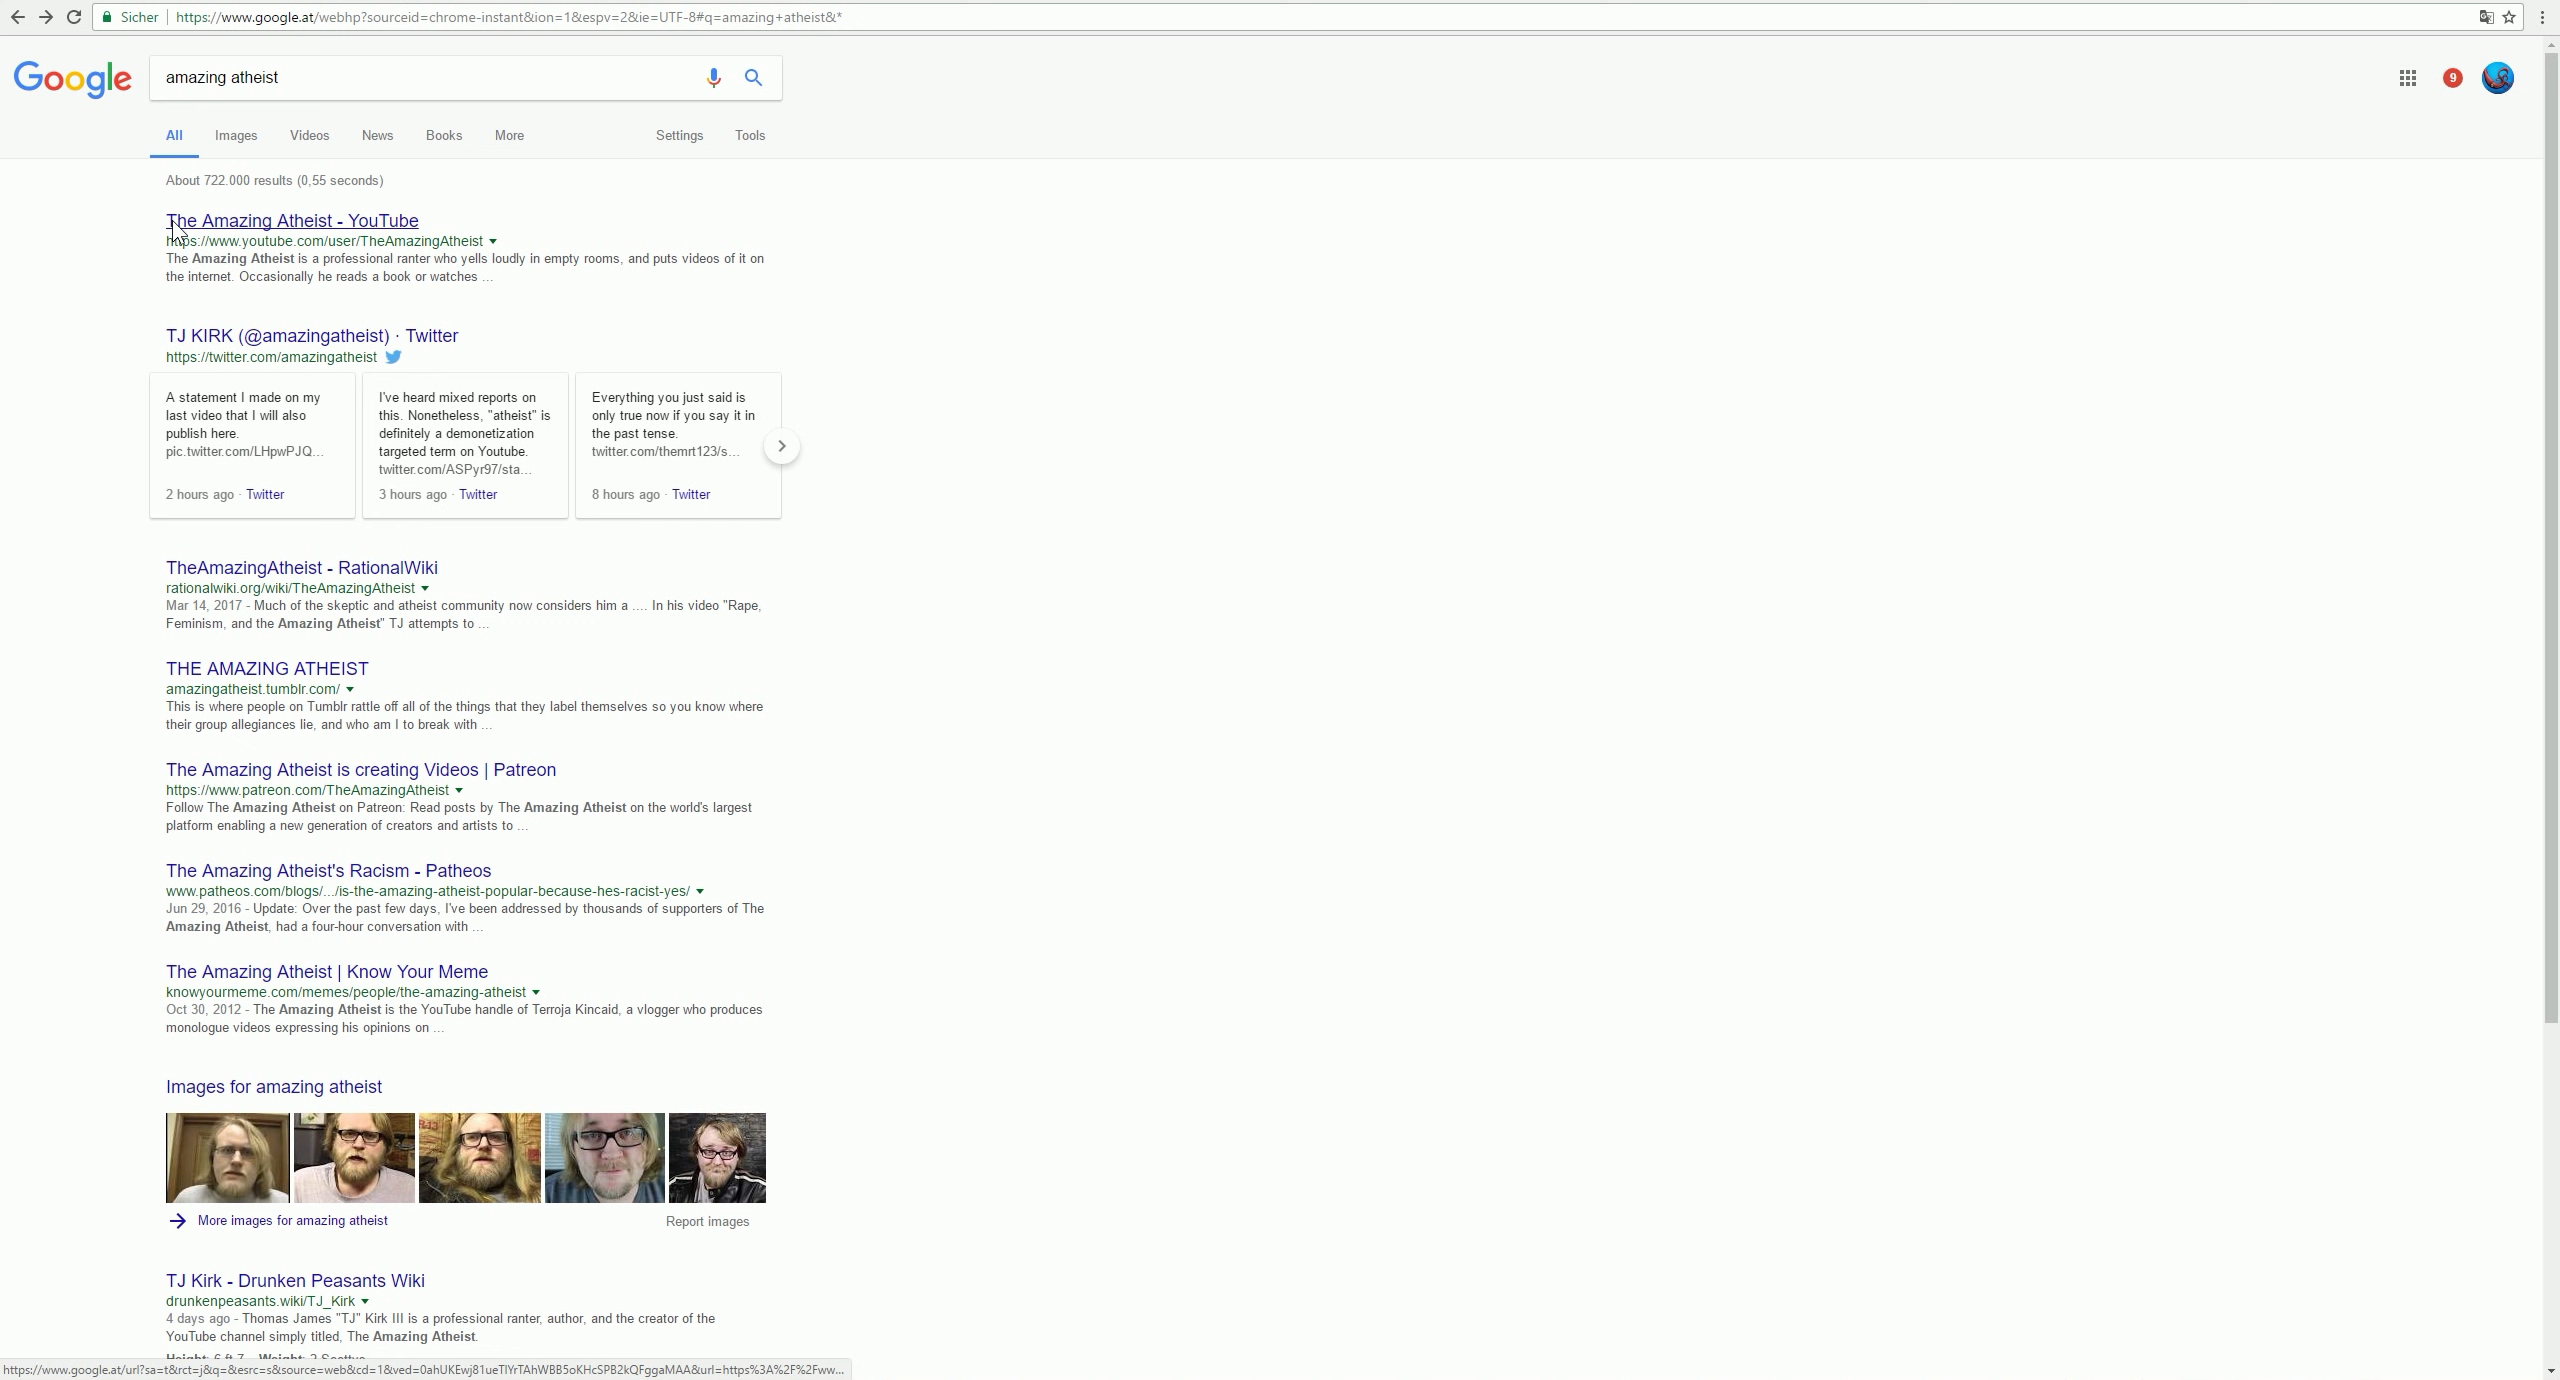 Sicher https://www.google.at/webhp?sourceid=chrome-instant&ion=1&espv=2&ie=UTF-8#q=amazing+atheist&*
Google amazing atheist 9
All Images Videos News Books More Settings Tools
About 722.000 results (0,55 seconds)
The Amazing Atheist - YouTube
https://www.youtube.com/user/TheAmazingAtheist
The Amazing Atheist is a professional ranter who yells loudly in empty rooms, and puts videos of it on
the internet. Occasionally he reads a book or watches ...
TJ KIRK (@amazingatheist) · Twitter
https://twitter.com/amazingatheist
A statement I made on my
last video that I will also
publish here.
pic.twitter.com/LHpwPJQ...
2 hours ago · Twitter
I've heard mixed reports on
this. Nonetheless, "atheist" is
definitely a demonetization
targeted term on Youtube.
twitter.com/ASPyr97/sta...
3 hours ago · Twitter
Everything you just said is
only true now if you say it in
the past tense.
twitter.com/themrt123/s...
8 hours ago · Twitter
TheAmazingAtheist - RationalWiki
rationalwiki.org/wiki/TheAmazingAtheist
Mar 14, 2017 - Much of the skeptic and atheist community now considers him a .... In his video "Rape,
Feminism, and the Amazing Atheist" TJ attempts to ...
THE AMAZING ATHEIST
amazingatheist.tumblr.com/
This is where people on Tumblr rattle off all of the things that they label themselves so you know where
their group allegiances lie, and who am I to break with ...
The Amazing Atheist is creating Videos | Patreon
https://www.patreon.com/TheAmazingAtheist
Follow The Amazing Atheist on Patreon: Read posts by The Amazing Atheist on the world's largest
platform enabling a new generation of creators and artists to ...
The Amazing Atheist's Racism - Patheos
www.patheos.com/blogs/.../is-the-amazing-atheist-popular-because-hes-racist-yes/
Jun 29, 2016 - Update: Over the past few days, I've been addressed by thousands of supporters of The
Amazing Atheist, had a four-hour conversation with ...
The Amazing Atheist | Know Your Meme
knowyourmeme.com/memes/people/the-amazing-atheist
Oct 30, 2012 - The Amazing Atheist is the YouTube handle of Terroja Kincaid, a vlogger who produces
monologue videos expressing his opinions on ...
Images for amazing atheist
More images for amazing atheist Report images
TJ Kirk - Drunken Peasants Wiki
drunkenpeasants.wiki/TJ_Kirk
4 days ago - Thomas James "TJ" Kirk III is a professional ranter, author, and the creator of the
YouTube channel simply titled, The Amazing Atheist.
https://www.google.at/url?sa=t&rct=j&q=&esrc=s&source=web&cd=1&ved=0ahUKEwj81ueTlYrTAhWBB5oKHcSPB2kQFggaMAA&url=https%3A%2F%2Fww...